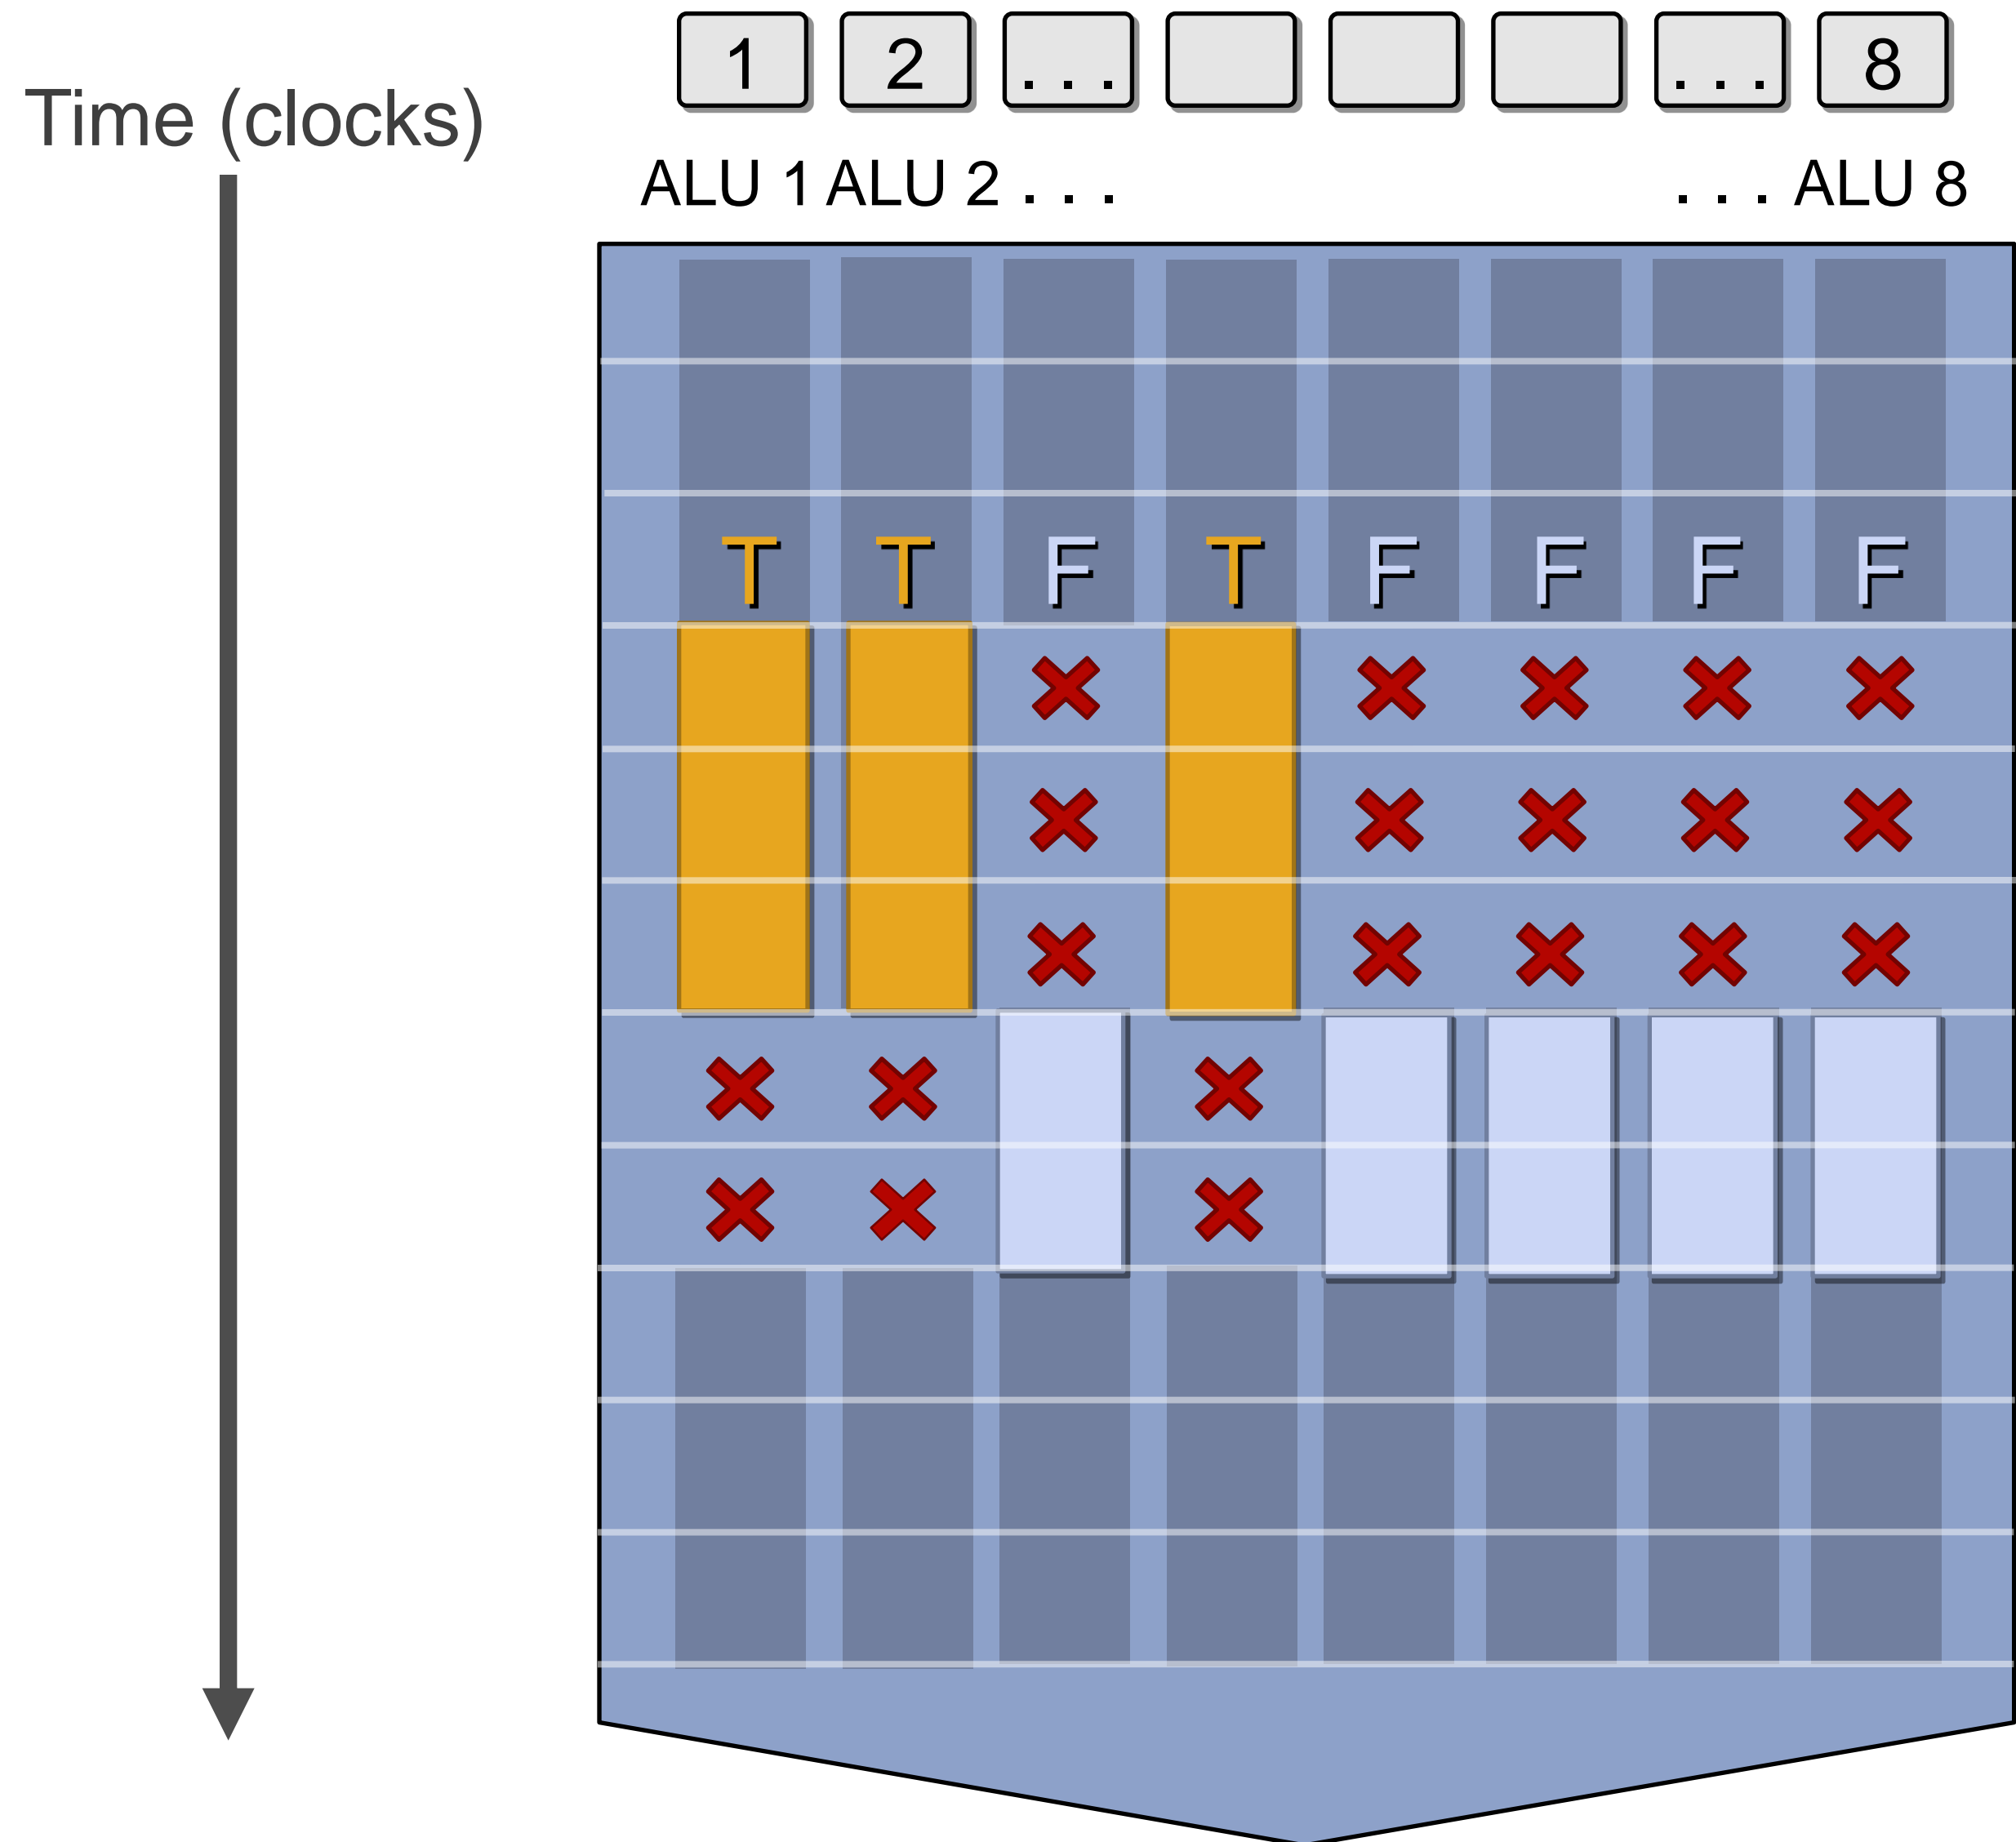 1 2 . . . . . . 8
Time (clocks)
ALU 1 ALU 2 . . . . . . ALU 8
T T F T F F F F